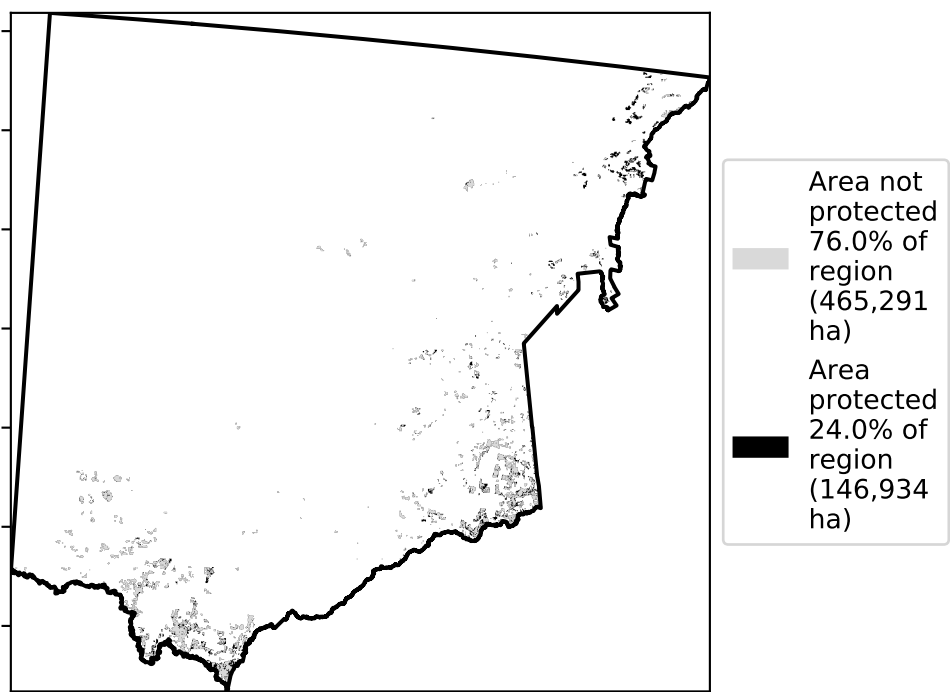 Area not
protected
76.0% of
region
(465,291
ha)
Area
protected
24.0% of
region
(146,934
ha)